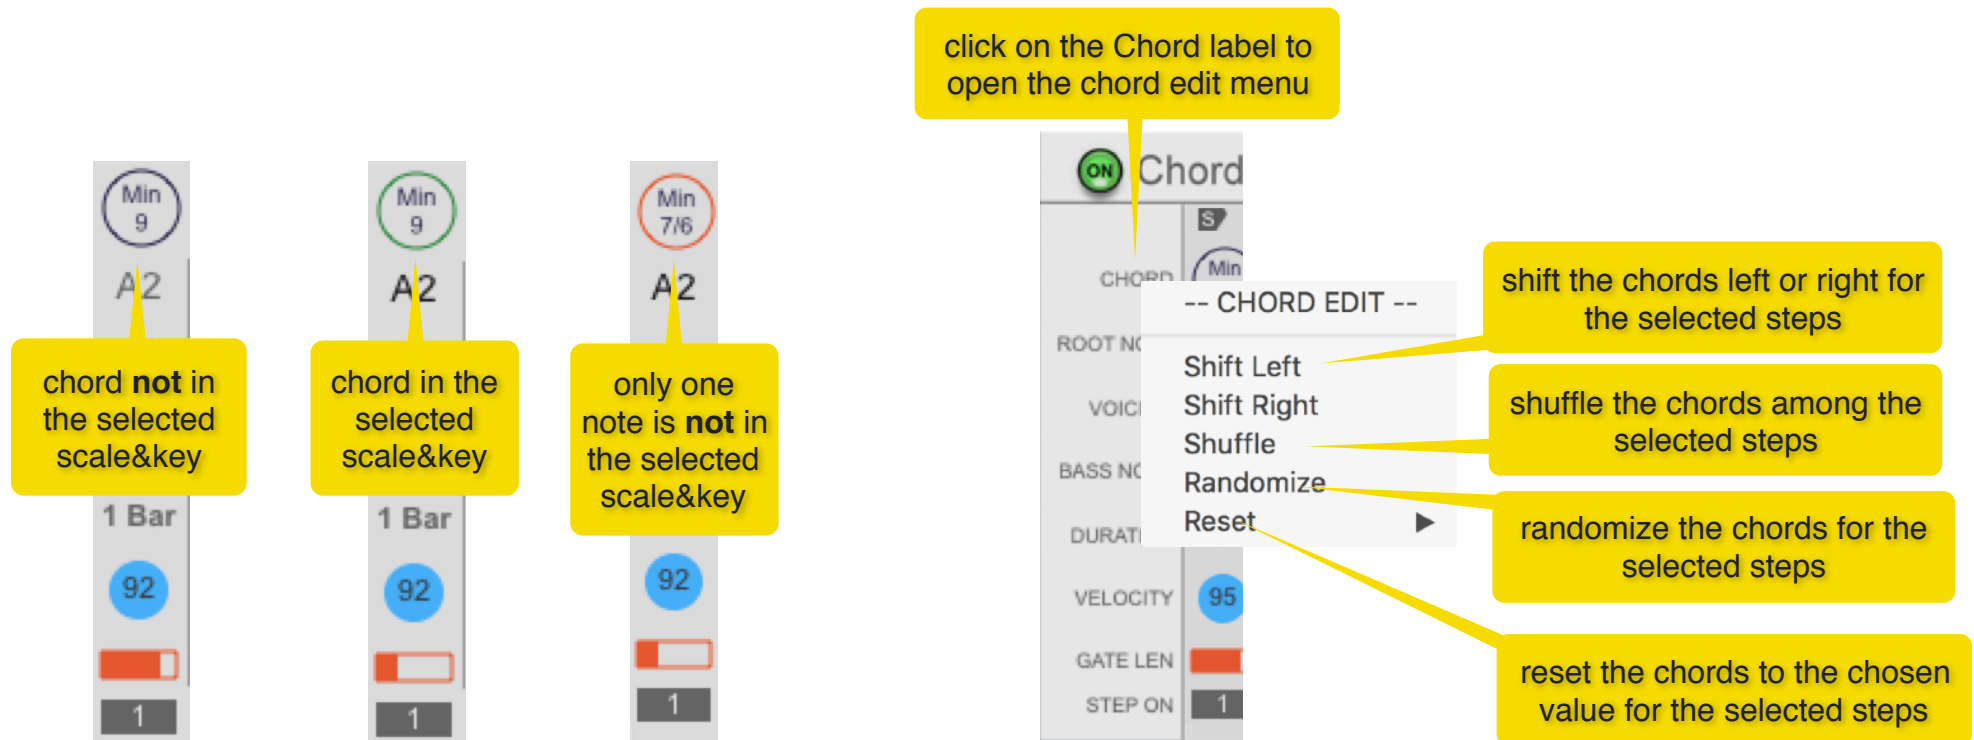 click on the Chord label to
open the chord edit menu
Min
9
A2
chord not in
the selected
scale&key
1 Bar
92
1
Min
9
A2
chord in the
selected
scale&key
1 Bar
92
1
Min
7/6
A2
only one
note is not in
the selected
scale&key
92
1
ON
Chord
S
CHORD
Min
ROOT NO
VOIC
BASS NO
DURAT
VELOCITY
95
GATE LEN
STEP ON
1
-- CHORD EDIT --
Shift Left
Shift Right
Shuffle
Randomize
Reset
shift the chords left or right for
the selected steps
shuffle the chords among the
selected steps
randomize the chords for the
selected steps
reset the chords to the chosen
value for the selected steps